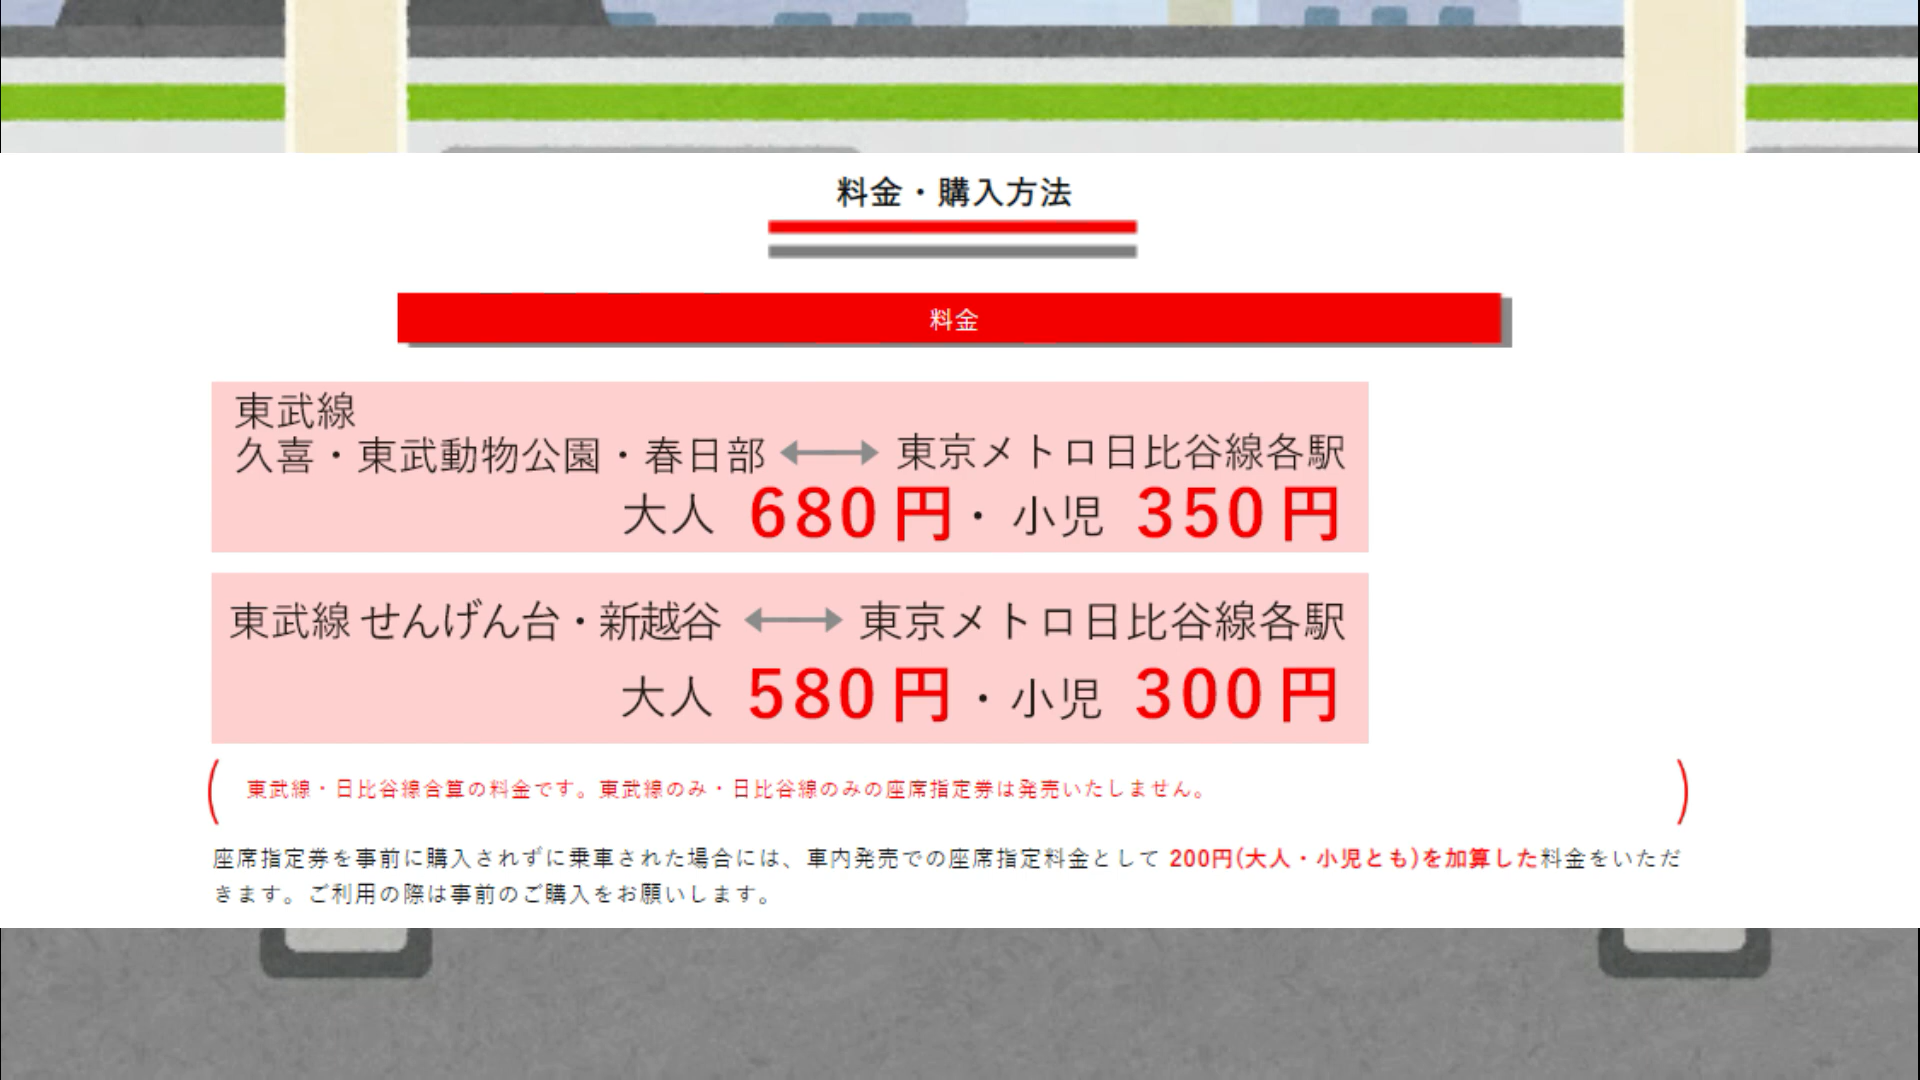 料金・購入方法
料金
東武線
久喜・東武動物公園・春日部 ⟷ 東京メトロ日比谷線各駅
大人 680円・小児 350円
東武線 せんげん台・新越谷 ⟷ 東京メトロ日比谷線各駅
大人 580円・小児 300円
( 東武線・日比谷線合算の料金です。東武線のみ・日比谷線のみの座席指定券は発売いたしません。 )
座席指定券を事前に購入されずに乗車された場合には、車内発売での座席指定料金として 200円(大人・小児とも)を加算した料金をいただ
きます。ご利用の際は事前のご購入をお願いします。